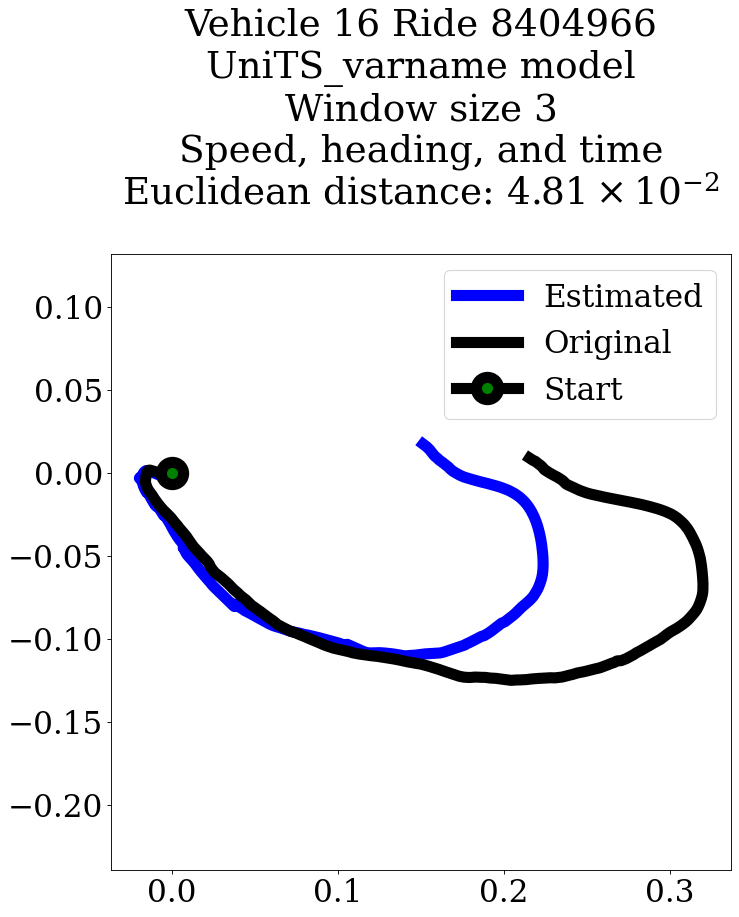 Vehicle 16 Ride 8404966
UniTS_varname model
Window size 3
Speed, heading, and time
Euclidean distance: 4.81 × 10⁻²
Estimated
Original
Start
0.10
0.05
0.00
−0.05
−0.10
−0.15
−0.20
0.0 0.1 0.2 0.3